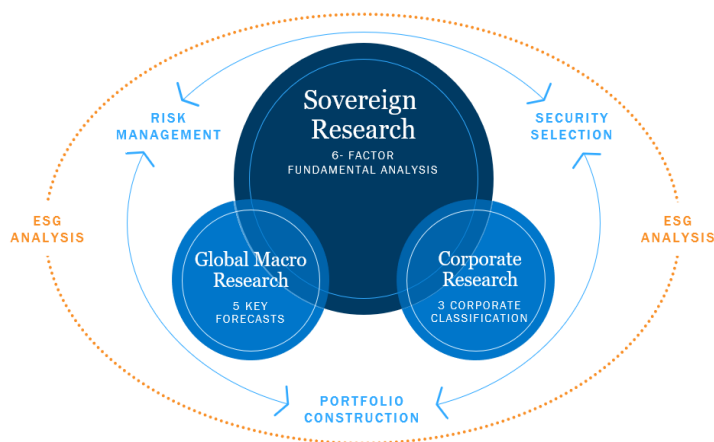 Sovereign
Research
6- FACTOR
FUNDAMENTAL ANALYSIS
RISK
MANAGEMENT
SECURITY
SELECTION
ESG
ANALYSIS
ESG
ANALYSIS
Global Macro
Research
5 KEY
FORECASTS
Corporate
Research
3 CORPORATE
CLASSIFICATION
PORTFOLIO
CONSTRUCTION